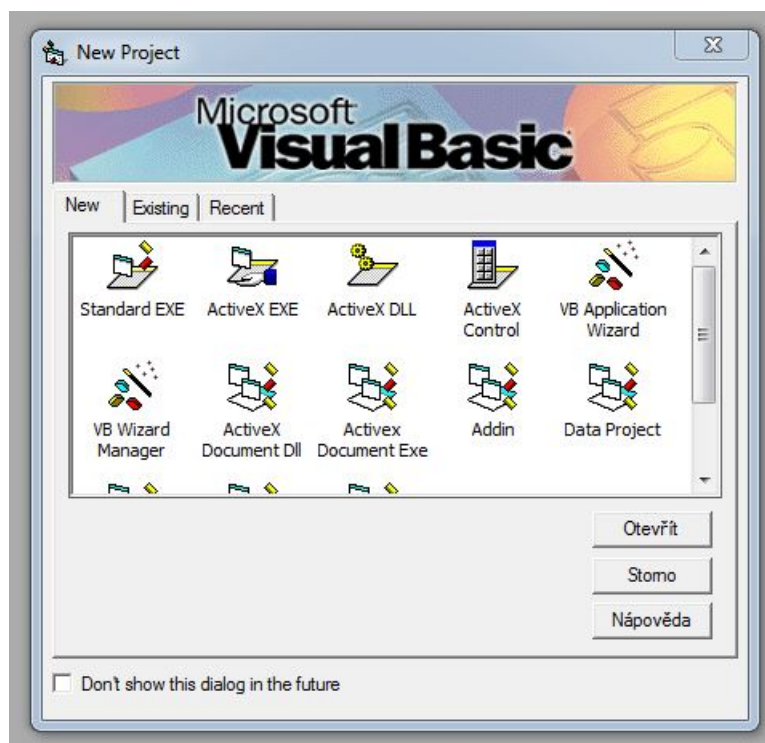 New Project
Microsoft
Visual Basic
New Existing Recent
Standard EXE ActiveX EXE ActiveX DLL ActiveX Control VB Application Wizard
VB Wizard Manager ActiveX Document Dll Activex Document Exe Addin Data Project
Otevřít
Storno
Nápověda
Don't show this dialog in the future